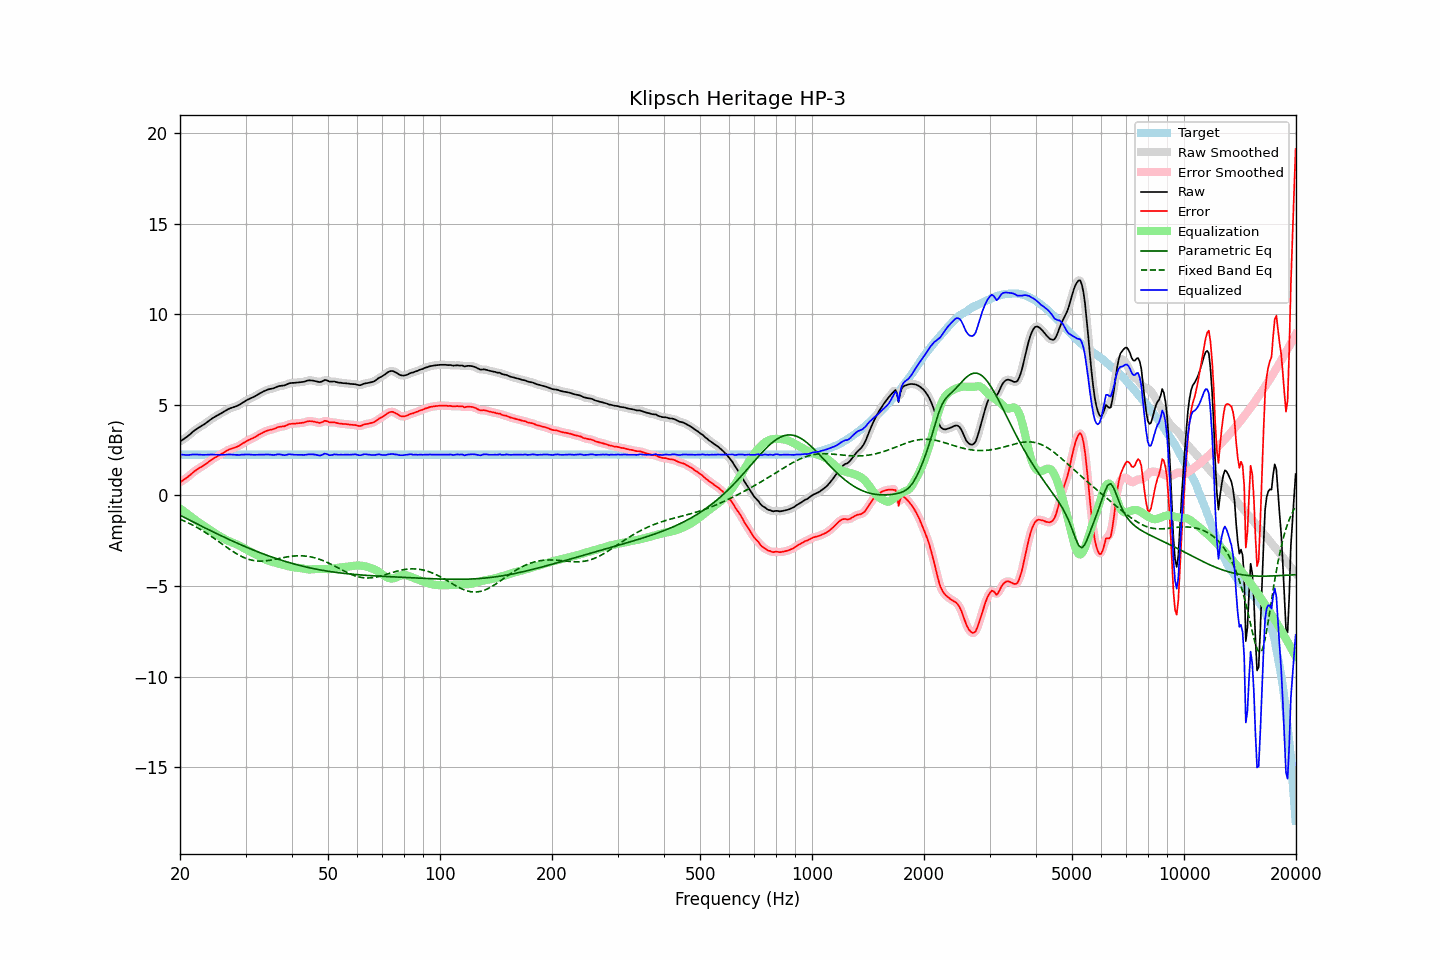 Klipsch Heritage HP-3
Target
Raw Smoothed
Error Smoothed
Raw
Error
Equalization
Parametric Eq
Fixed Band Eq
Equalized
Amplitude (dBr)
20
15
10
5
0
−5
−10
−15
20 50 100 200 500 1000 2000 5000 10000 20000
Frequency (Hz)